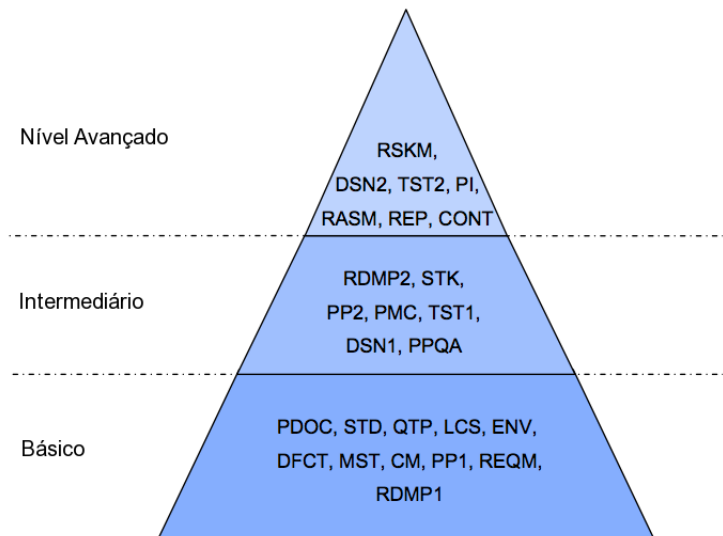 Nível Avançado
RSKM,
DSN2, TST2, PI,
RASM, REP, CONT
Intermediário
RDMP2, STK,
PP2, PMC, TST1,
DSN1, PPQA
Básico
PDOC, STD, QTP, LCS, ENV,
DFCT, MST, CM, PP1, REQM,
RDMP1